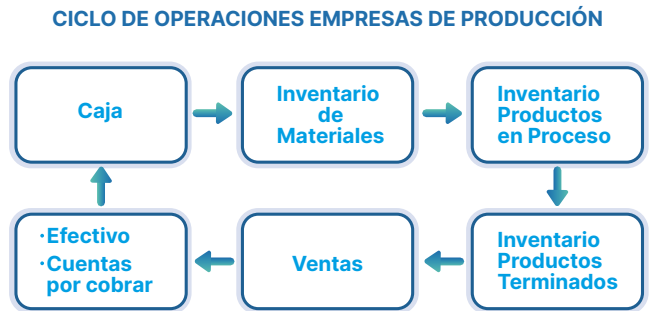 CICLO DE OPERACIONES EMPRESAS DE PRODUCCIÓN
Caja
Inventario
de
Materiales
Inventario
Productos
en Proceso
·Efectivo
·Cuentas
por cobrar
Ventas
Inventario
Productos
Terminados